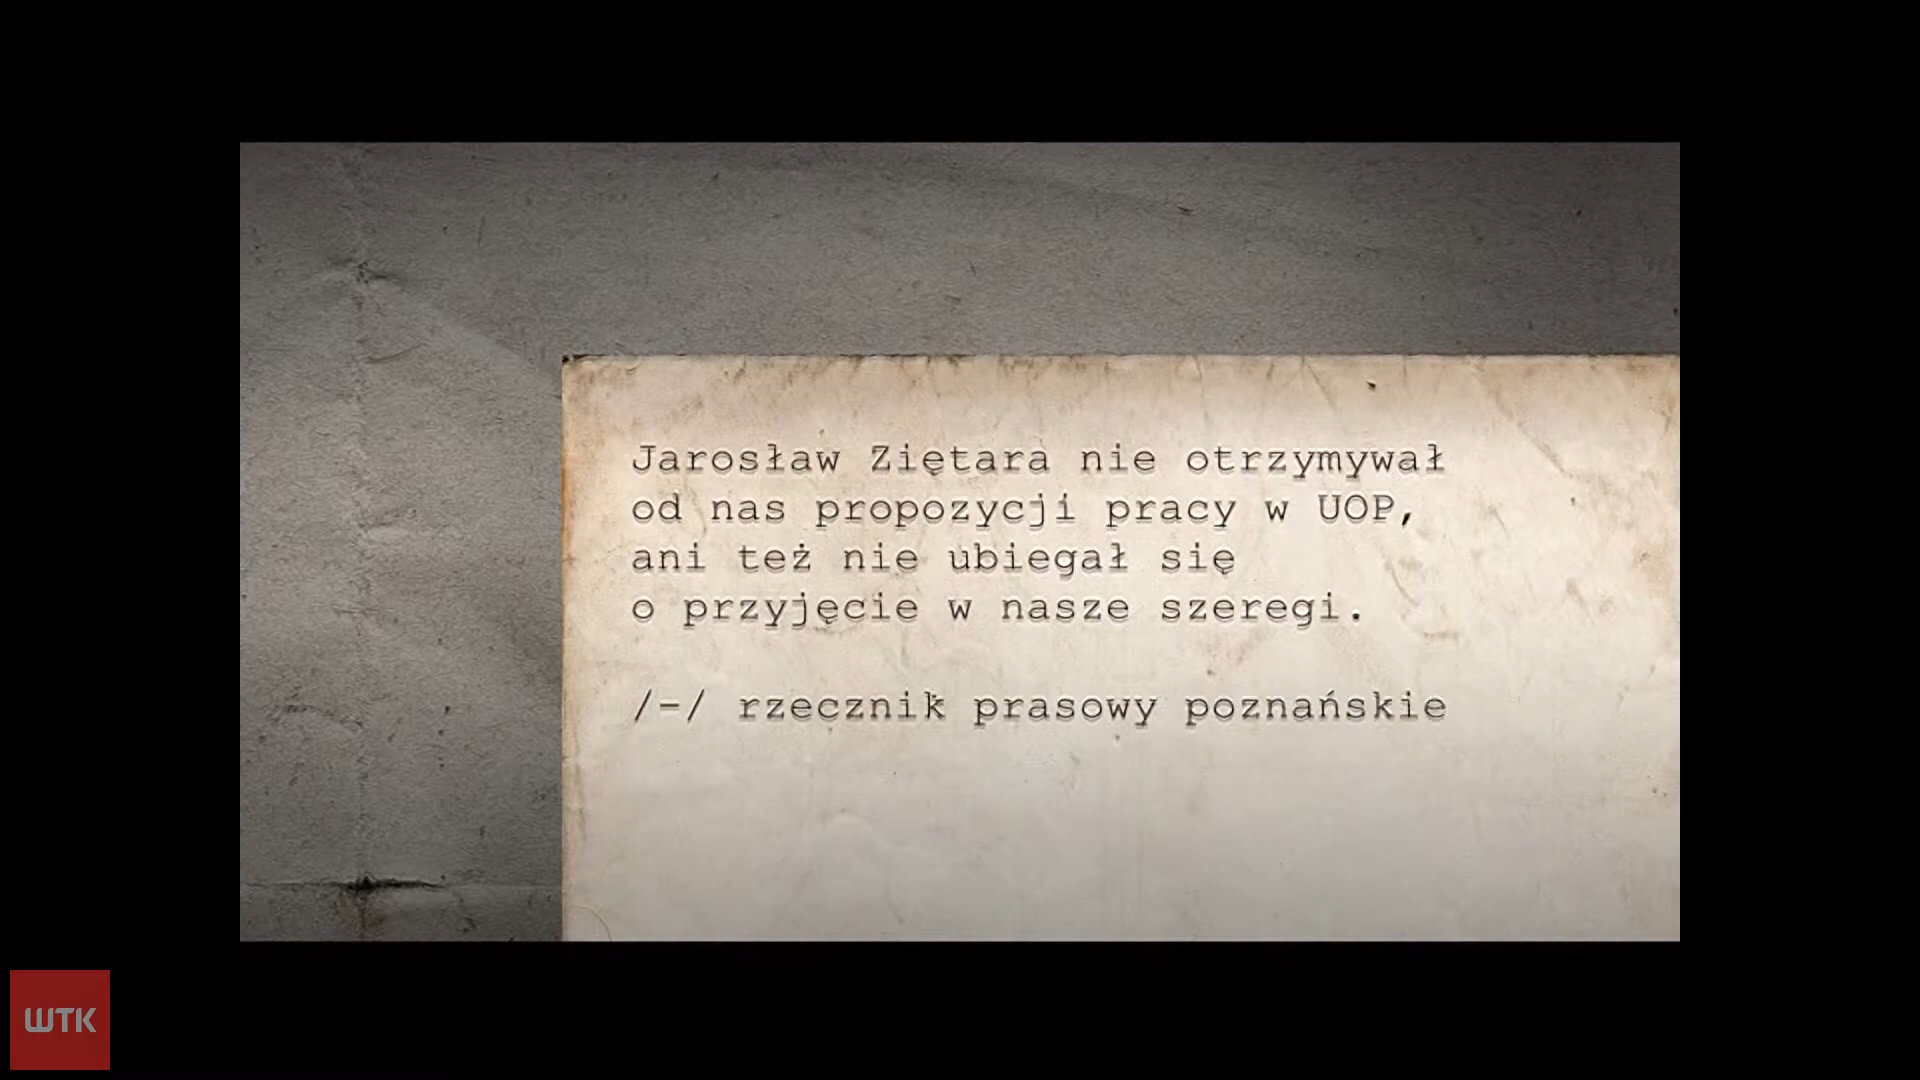 Jarosław Ziętara nie otrzymywał
od nas propozycji pracy w UOP,
ani też nie ubiegał się
o przyjęcie w nasze szeregi.
/-/ rzecznik prasowy poznańskie
WTK